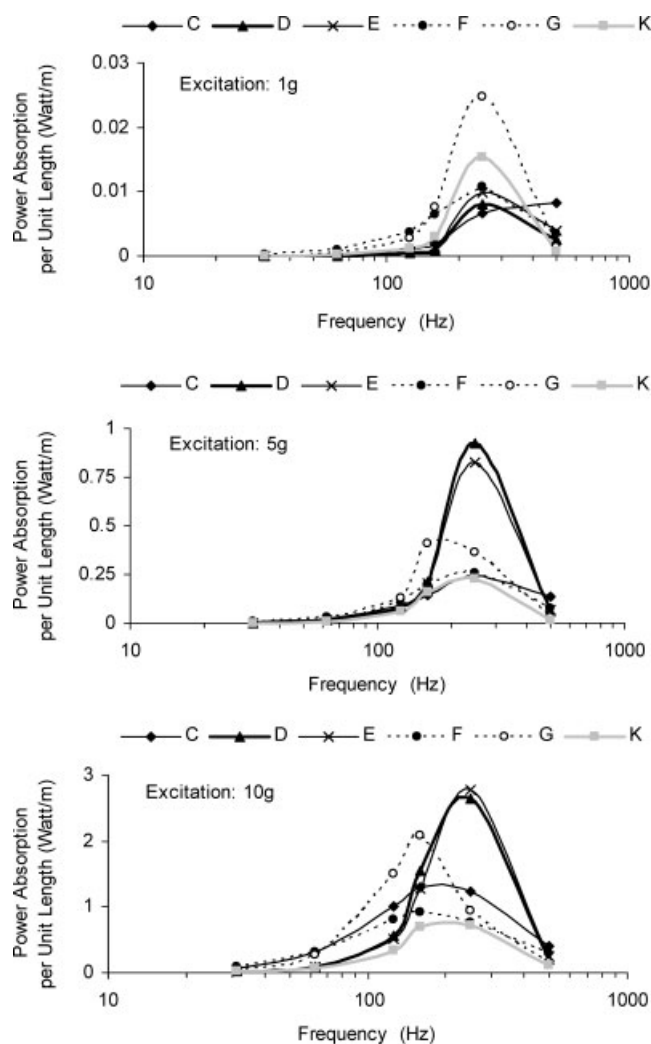 C D E F G K
Power Absorption
per Unit Length (Watt/m)
0.03
0.02
0.01
0
Excitation: 1g
10 100 1000
Frequency (Hz)
C D E F G K
Power Absorption
per Unit Length (Watt/m)
1
0.75
0.5
0.25
0
Excitation: 5g
10 100 1000
Frequency (Hz)
C D E F G K
Power Absorption
per Unit Length (Watt/m)
3
2
1
0
Excitation: 10g
10 100 1000
Frequency (Hz)